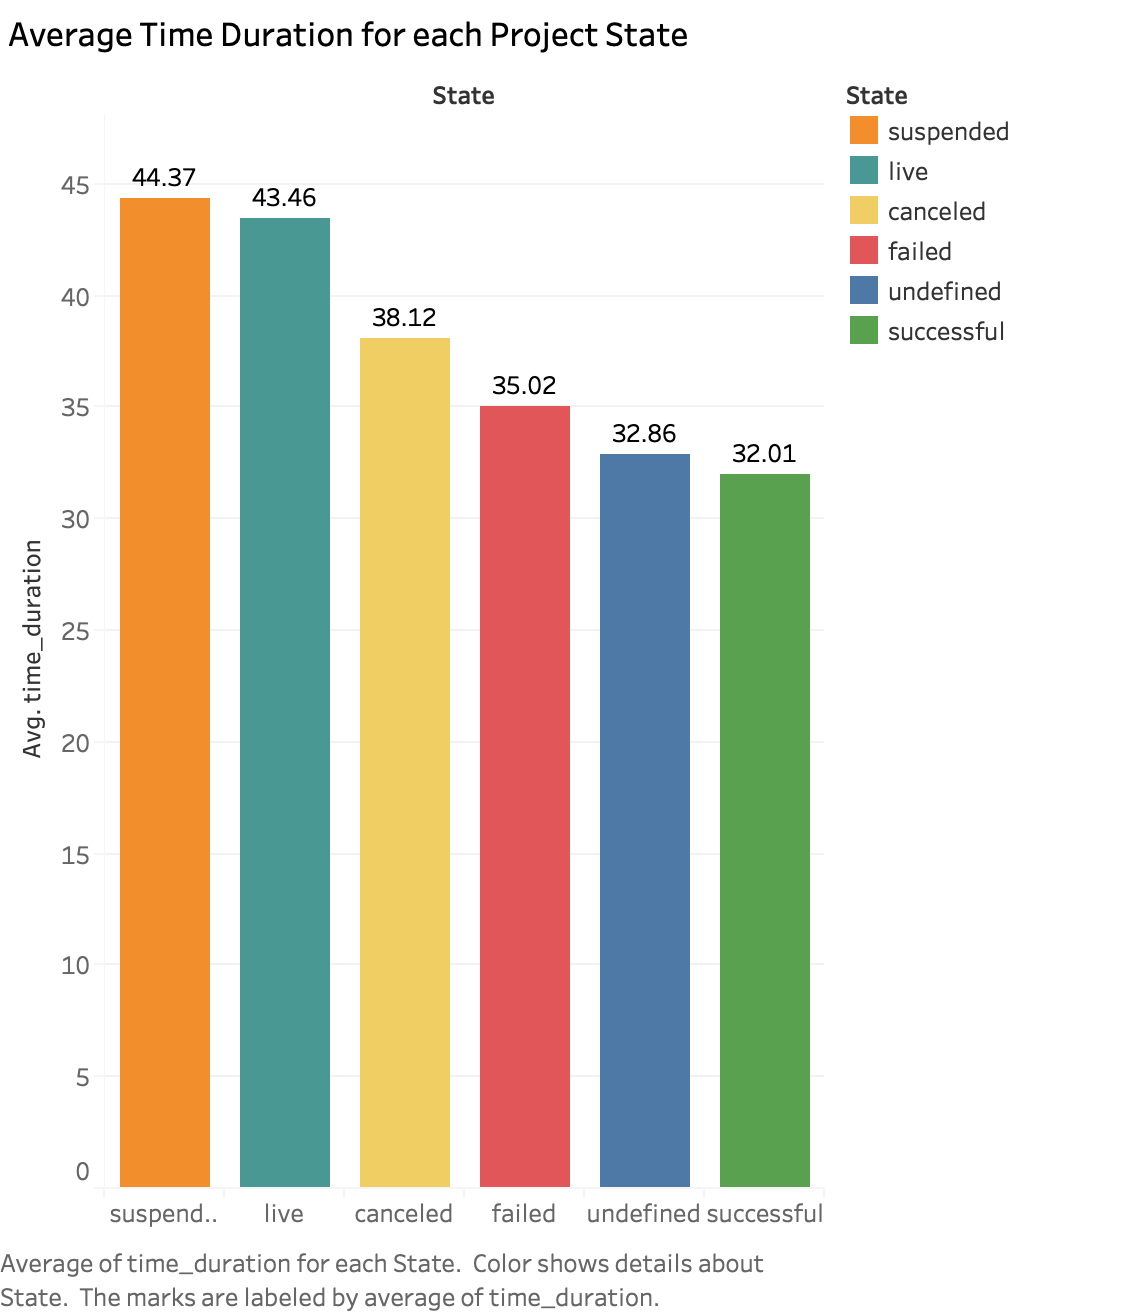 Average Time Duration for each Project State
State
State
suspended
live
canceled
failed
undefined
successful
44.37
43.46
38.12
35.02
32.86
32.01
45
40
35
30
25
20
15
10
5
0
Avg. time_duration
suspend.. live canceled failed undefined successful
Average of time_duration for each State.  Color shows details about
State.  The marks are labeled by average of time_duration.